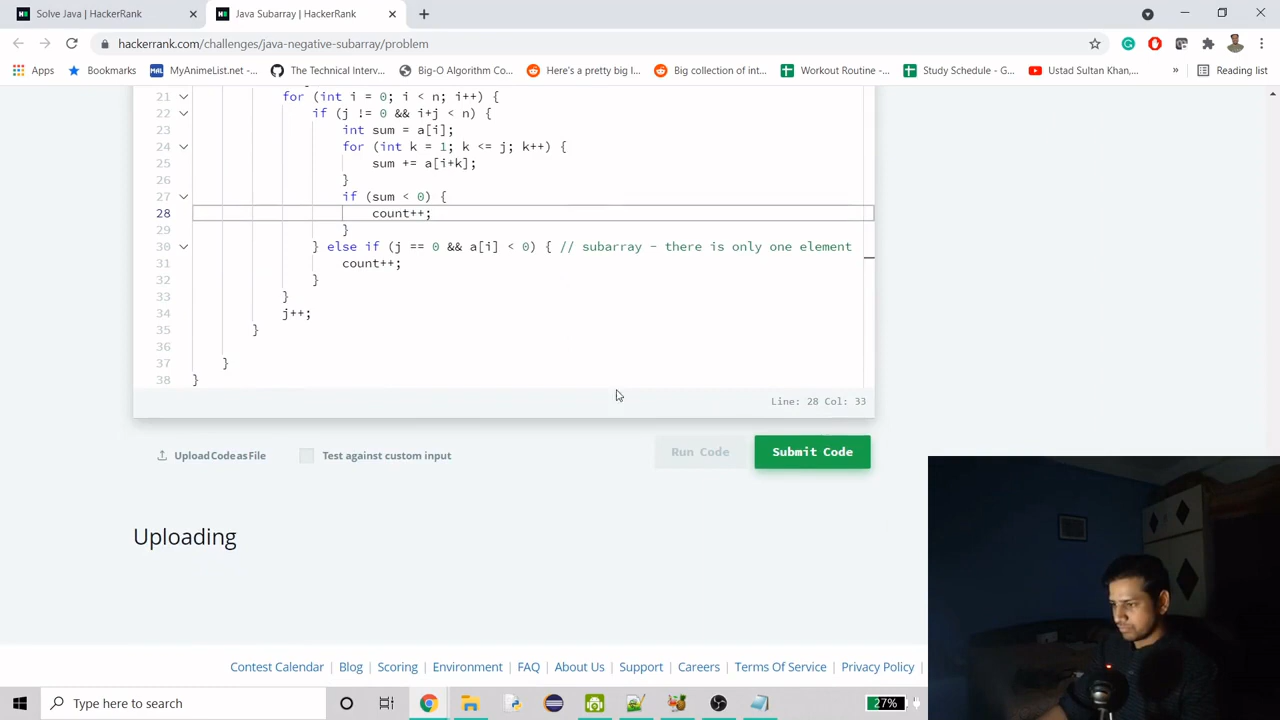 Solve Java | HackerRank
Java Subarray | HackerRank
hackerrank.com/challenges/java-negative-subarray/problem
Apps
Bookmarks
MyAnimeList.net -...
The Technical Interv...
Big-O Algorithm Co...
Here's a pretty big l...
Big collection of int...
Workout Routine -...
Study Schedule - G...
Ustad Sultan Khan,...
»
Reading list
21 for (int i = 0; i < n; i++) {
22 if (j != 0 && i+j < n) {
23 int sum = a[i];
24 for (int k = 1; k <= j; k++) {
25 sum += a[i+k];
26 }
27 if (sum < 0) {
28 count++;
29 }
30 } else if (j == 0 && a[i] < 0) { // subarray - there is only one element
31 count++;
32 }
33 }
34 j++;
35 }
36
37 }
38 }
Line: 28 Col: 33
Upload Code as File
Test against custom input
Run Code
Submit Code
Uploading
Contest Calendar | Blog | Scoring | Environment | FAQ | About Us | Support | Careers | Terms Of Service | Privacy Policy |
Type here to search
27%